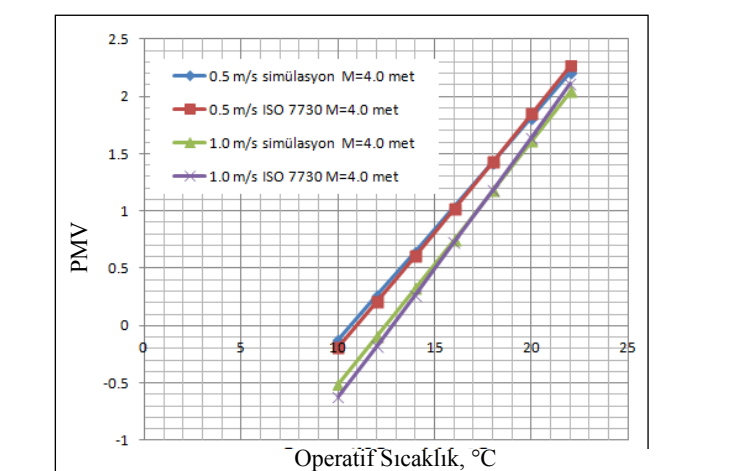 2.5
0.5 m/s simülasyon M=4.0 met
2
0.5 m/s ISO 7730 M=4.0 met
1.0 m/s simülasyon M=4.0 met
1.5
1.0 m/s ISO 7730 M=4.0 met
1
PMV
0.5
0
0 5 10 15 20 25
-0.5
-1
Operatif Sıcaklık, °C